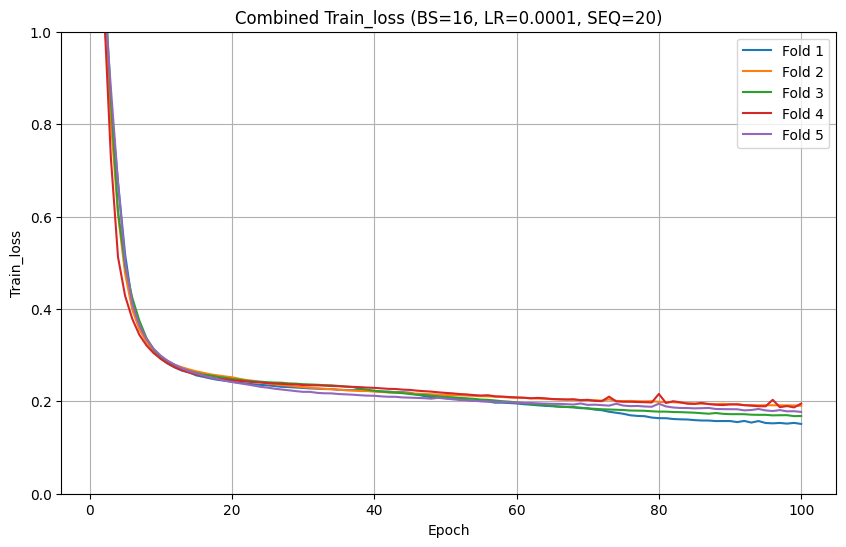 Combined Train_loss (BS=16, LR=0.0001, SEQ=20)
Train_loss
1.0
0.8
0.6
0.4
0.2
0.0
0
20
40
60
80
100
Epoch
Fold 1
Fold 2
Fold 3
Fold 4
Fold 5